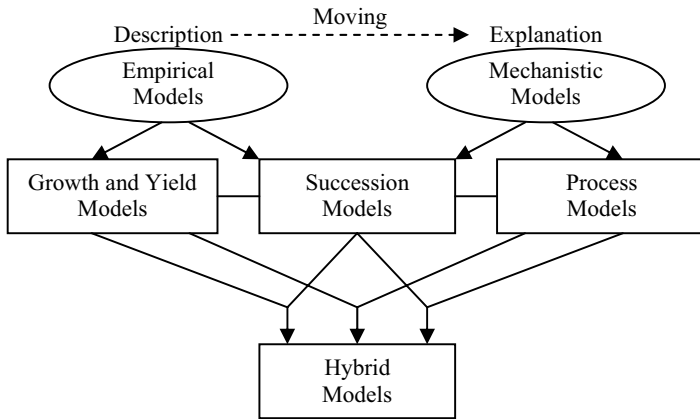 Moving
Description Explanation
Empirical
Models
Mechanistic
Models
Growth and Yield
Models
Succession
Models
Process
Models
Hybrid
Models